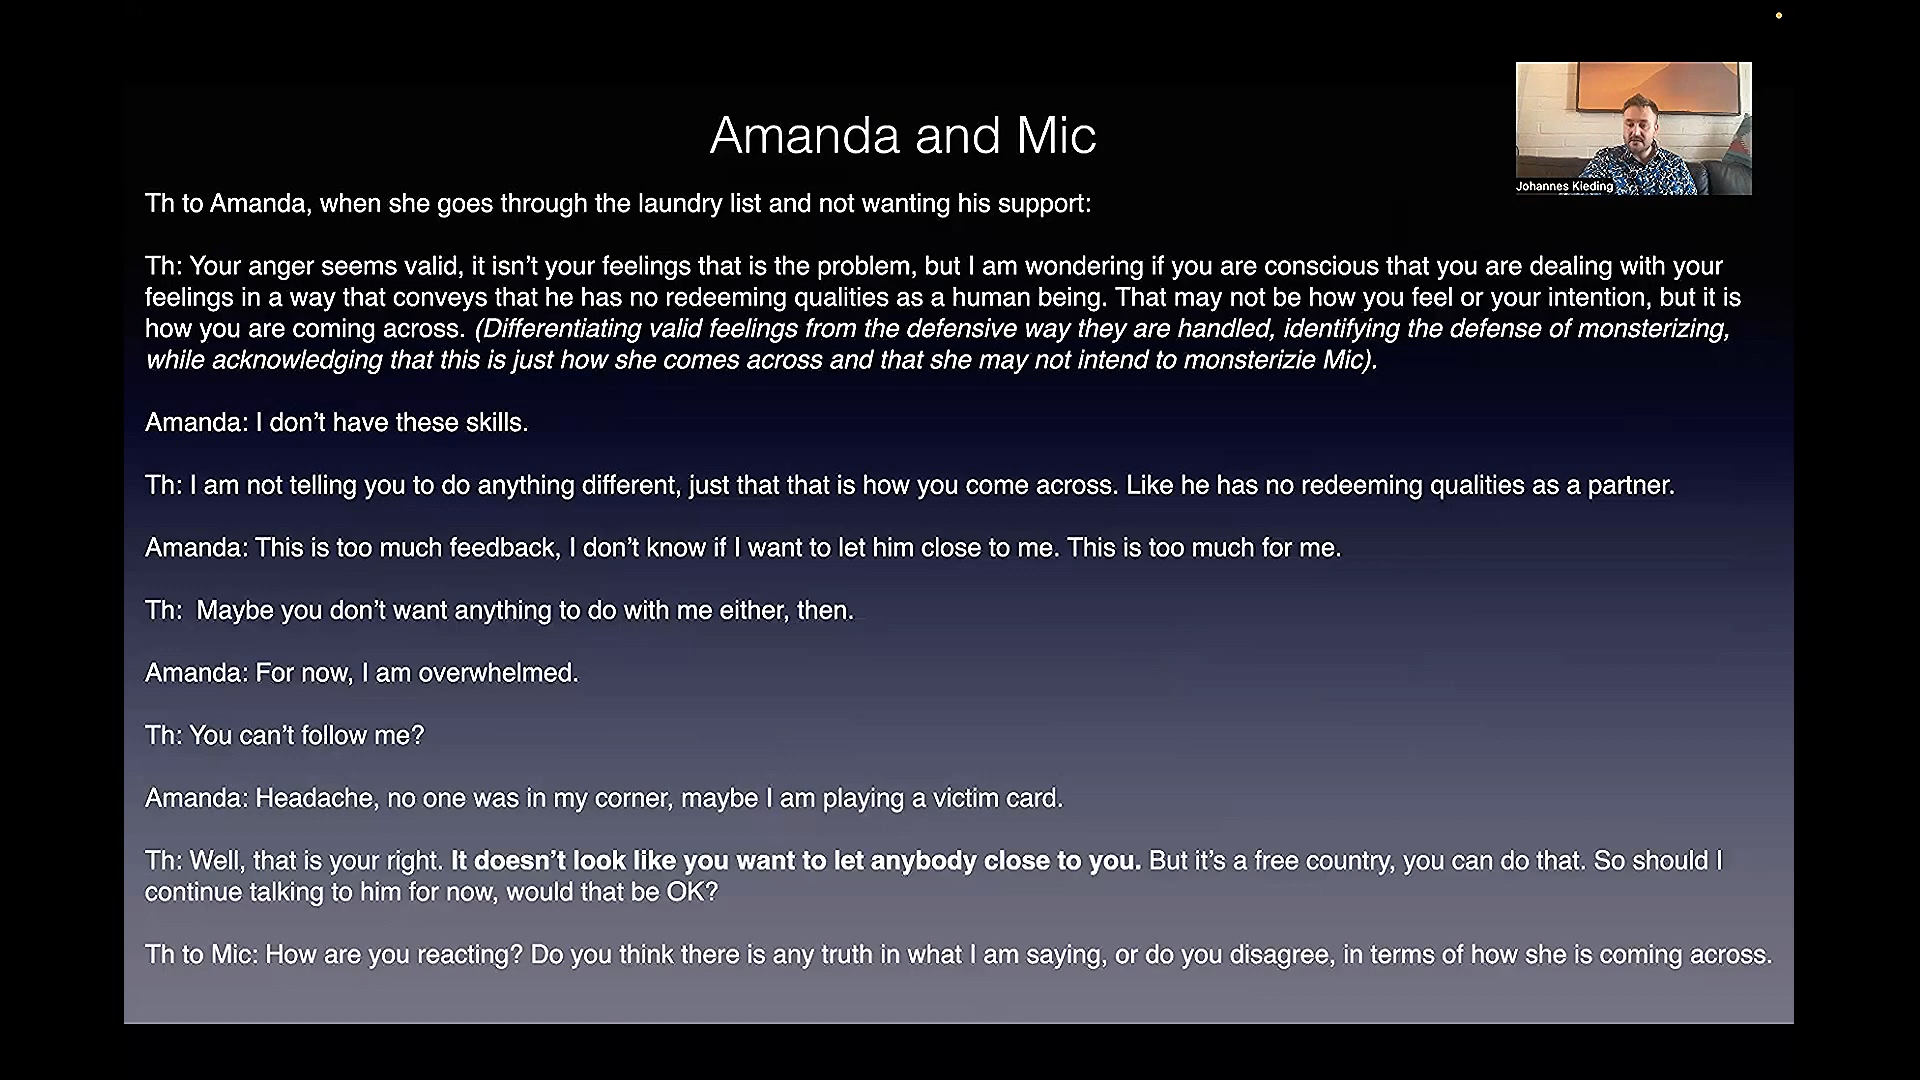 Amanda and Mic
Johannes Kieding
Th to Amanda, when she goes through the laundry list and not wanting his support:
Th: Your anger seems valid, it isn’t your feelings that is the problem, but I am wondering if you are conscious that you are dealing with your
feelings in a way that conveys that he has no redeeming qualities as a human being. That may not be how you feel or your intention, but it is
how you are coming across. (Differentiating valid feelings from the defensive way they are handled, identifying the defense of monsterizing,
while acknowledging that this is just how she comes across and that she may not intend to monsterizie Mic).
Amanda: I don’t have these skills.
Th: I am not telling you to do anything different, just that that is how you come across. Like he has no redeeming qualities as a partner.
Amanda: This is too much feedback, I don’t know if I want to let him close to me. This is too much for me.
Th:  Maybe you don’t want anything to do with me either, then.
Amanda: For now, I am overwhelmed.
Th: You can’t follow me?
Amanda: Headache, no one was in my corner, maybe I am playing a victim card.
Th: Well, that is your right. It doesn’t look like you want to let anybody close to you. But it’s a free country, you can do that. So should I
continue talking to him for now, would that be OK?
Th to Mic: How are you reacting? Do you think there is any truth in what I am saying, or do you disagree, in terms of how she is coming across.